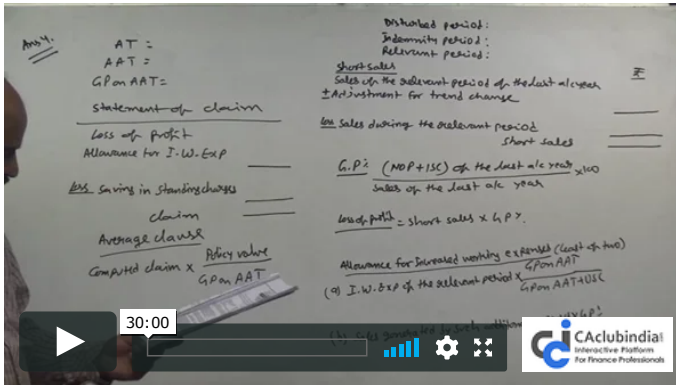 Ans 4.
AT =
AAT =
GP on AAT =
Statement of claim
Loss of profit
Allowance for I.W.Exp
Less Saving in Standing charges
claim
Average clause
Computed claim × Policy value
GP on AAT
Disturbed period:
Indemnity period:
Relevant period:
Short sales
₹
Sales of the relevant period of the last a/c year
± Adjustment for trend change
Less Sales during the relevant period
Short sales
G.P.% (NOP + ISC) of the last a/c year ×100
Sales of the last a/c year
Loss of profit = Short sales × GP%
Allowance for Increased working expenses (Least of two)
(a) I.W.Exp of the relevant period × GP on AAT
GP on AAT + USC
(b) Sales generated by such
30:00
CAclubindia
Interactive Platform
For Finance Professionals